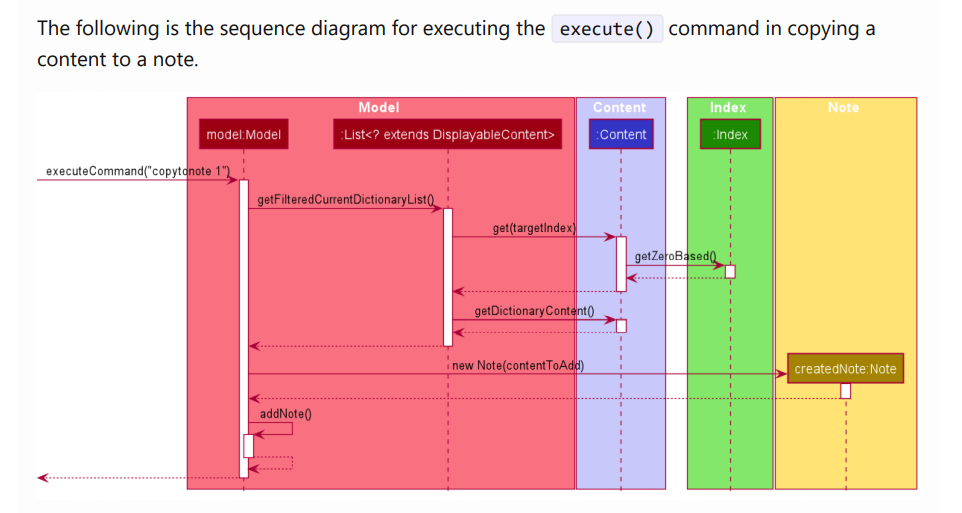 The following is the sequence diagram for executing the execute() command in copying a
content to a note.
Model
Content
Index
Note
model:Model
:List<? extends DisplayableContent>
:Content
:Index
executeCommand("copytonote 1")
getFilteredCurrentDictionaryList()
get(targetIndex)
getZeroBased()
getDictionaryContent()
new Note(contentToAdd)
createdNote:Note
addNote()